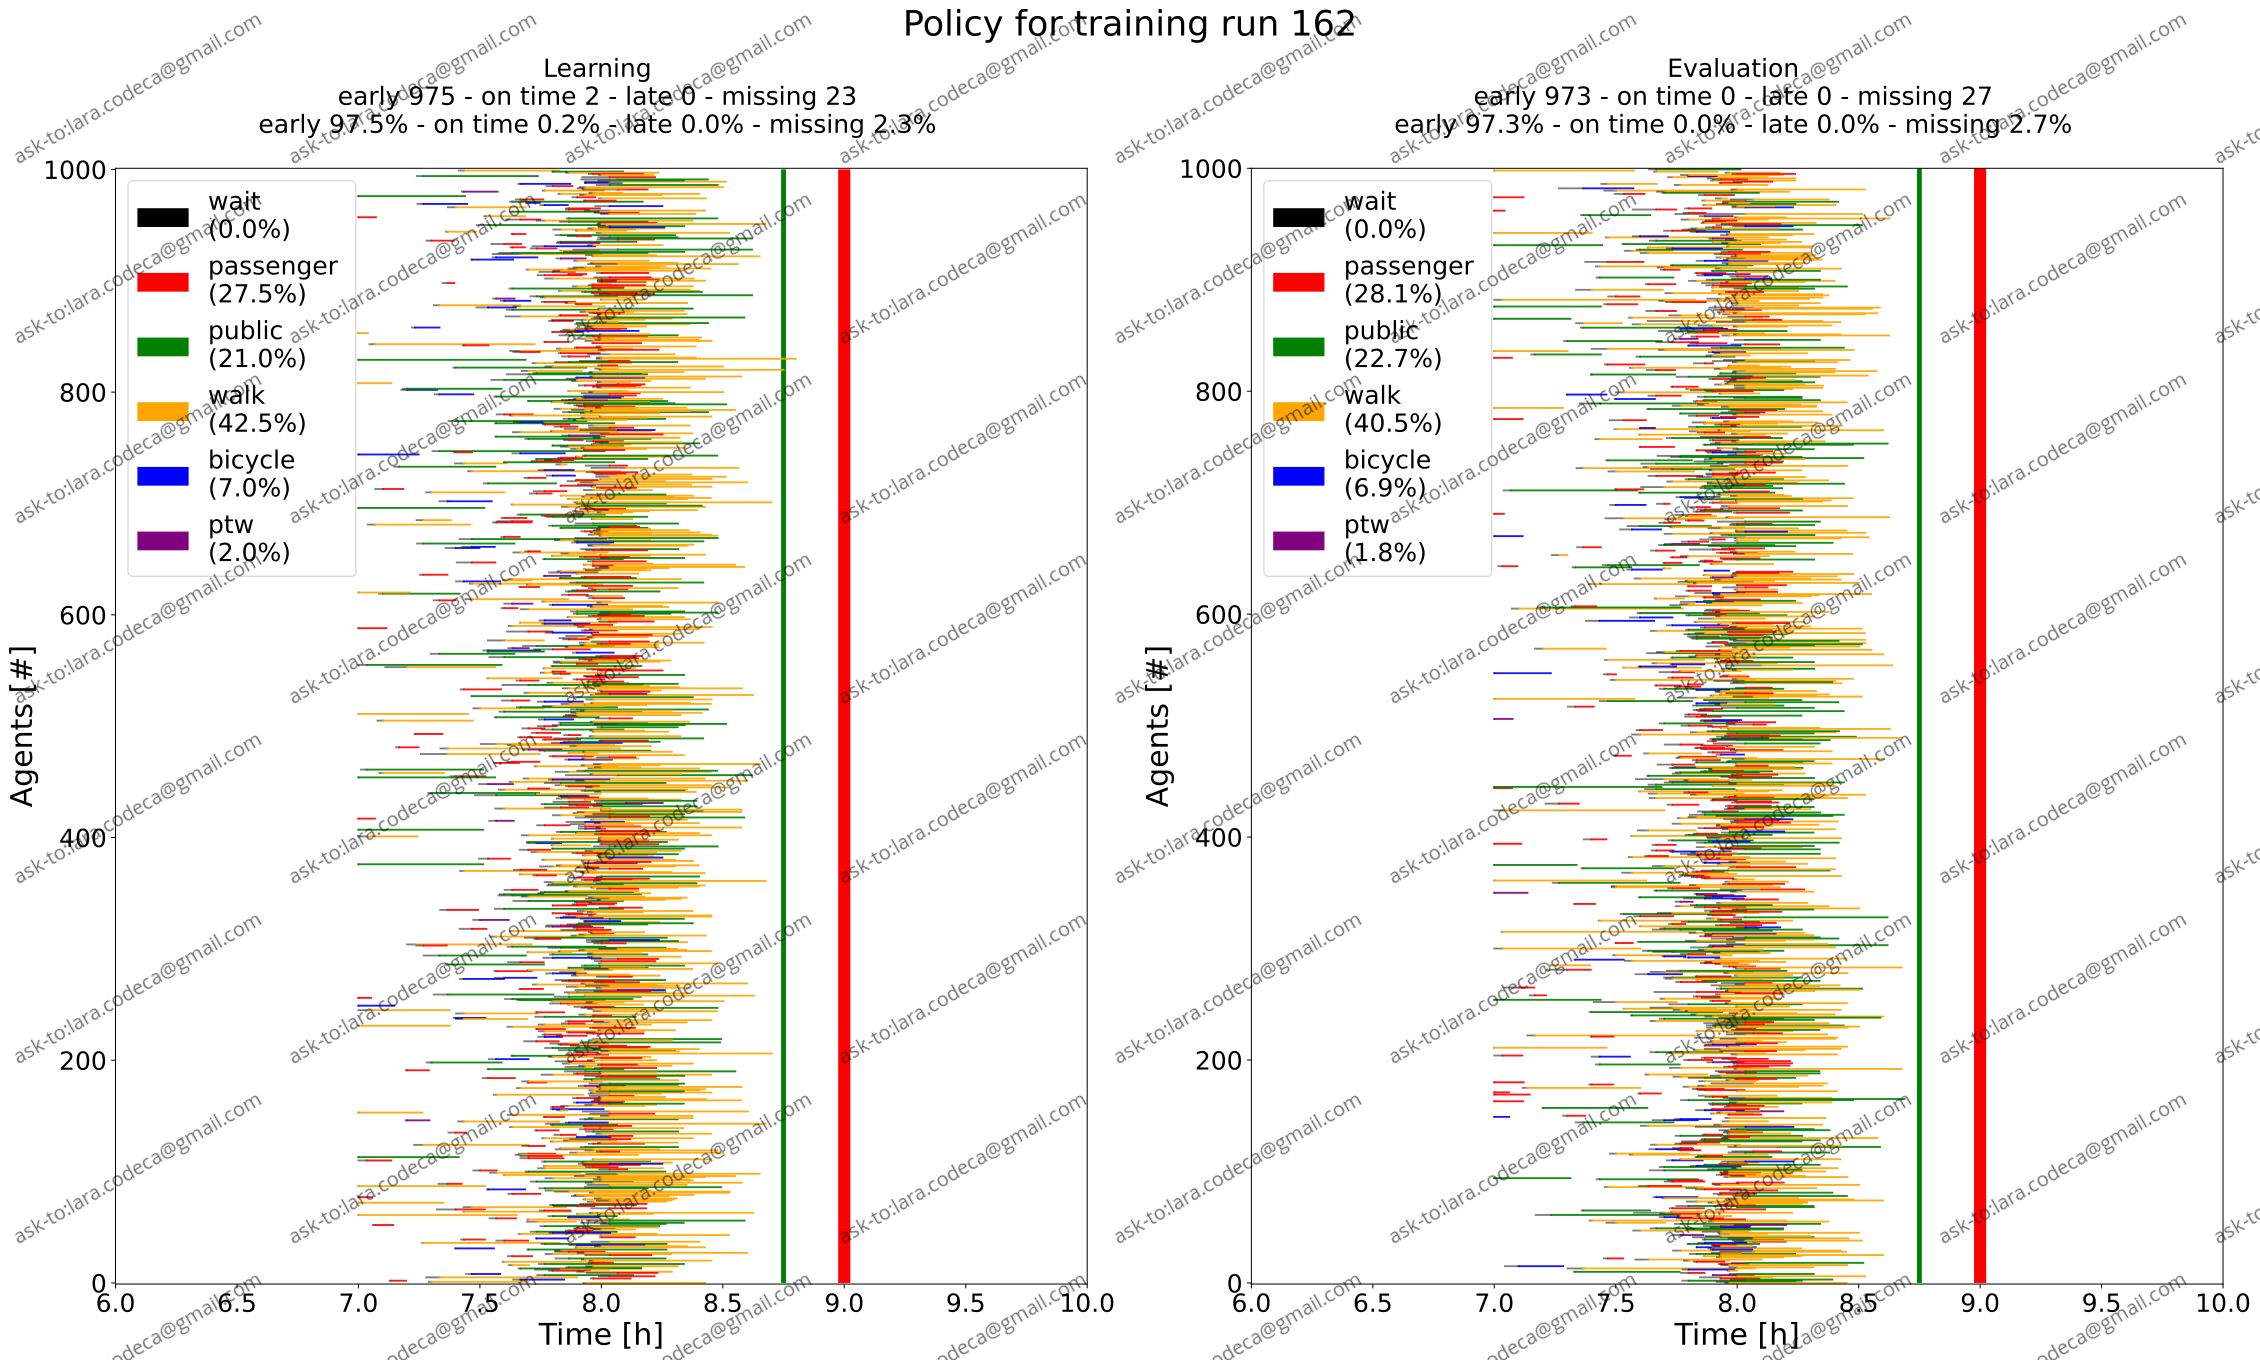 Policy for training run 162
Learning
early 975 - on time 2 - late 0 - missing 23
early 97.5% - on time 0.2% - late 0.0% - missing 2.3%
1000
800
600
400
200
0
Agents [#]
wait
(0.0%)
passenger
(27.5%)
public
(21.0%)
walk
(42.5%)
bicycle
(7.0%)
ptw
(2.0%)
6.0 6.5 7.0 7.5 8.0 8.5 9.0 9.5 10.0
Time [h]
Evaluation
early 973 - on time 0 - late 0 - missing 27
early 97.3% - on time 0.0% - late 0.0% - missing 2.7%
1000
800
600
400
200
0
Agents [#]
wait
(0.0%)
passenger
(28.1%)
public
(22.7%)
walk
(40.5%)
bicycle
(6.9%)
ptw
(1.8%)
6.0 6.5 7.0 7.5 8.0 8.5 9.0 9.5 10.0
Time [h]
ask-to:lara.codeca@gmail.com